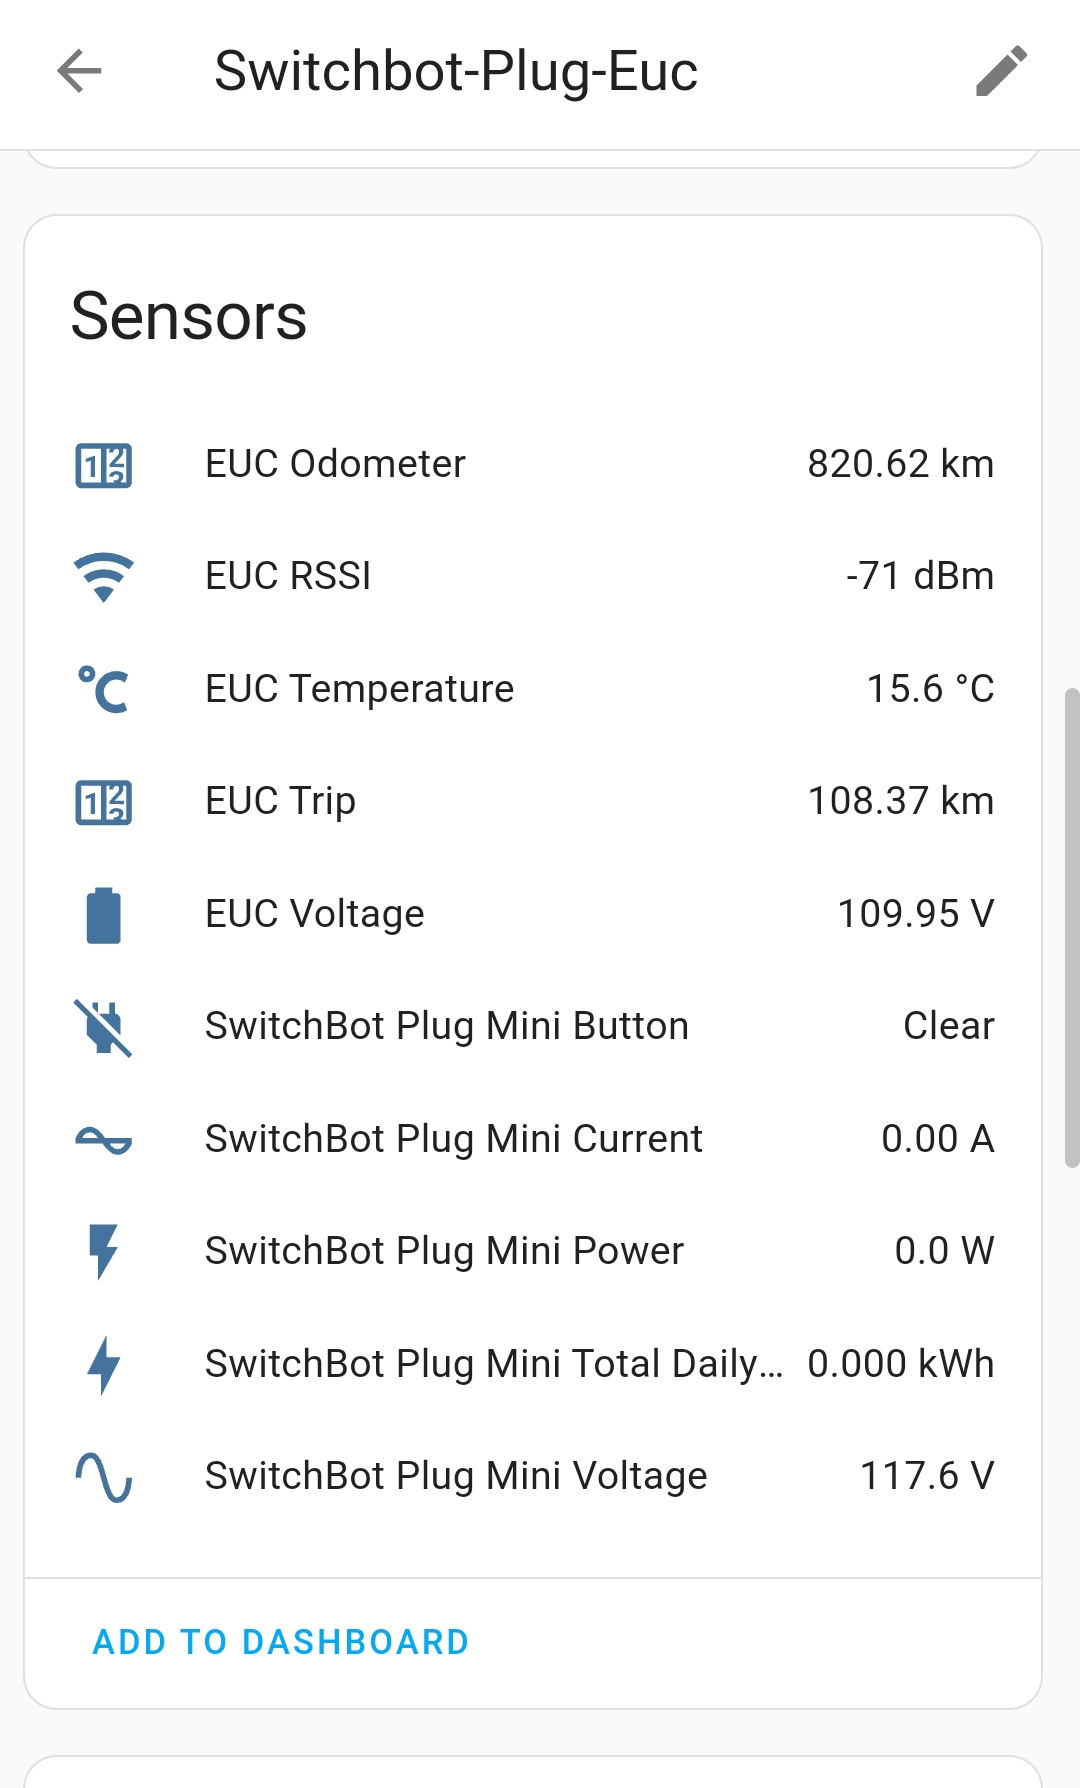 Switchbot-Plug-Euc
Sensors
EUC Odometer 820.62 km
EUC RSSI -71 dBm
EUC Temperature 15.6 °C
EUC Trip 108.37 km
EUC Voltage 109.95 V
SwitchBot Plug Mini Button Clear
SwitchBot Plug Mini Current 0.00 A
SwitchBot Plug Mini Power 0.0 W
SwitchBot Plug Mini Total Daily... 0.000 kWh
SwitchBot Plug Mini Voltage 117.6 V
ADD TO DASHBOARD